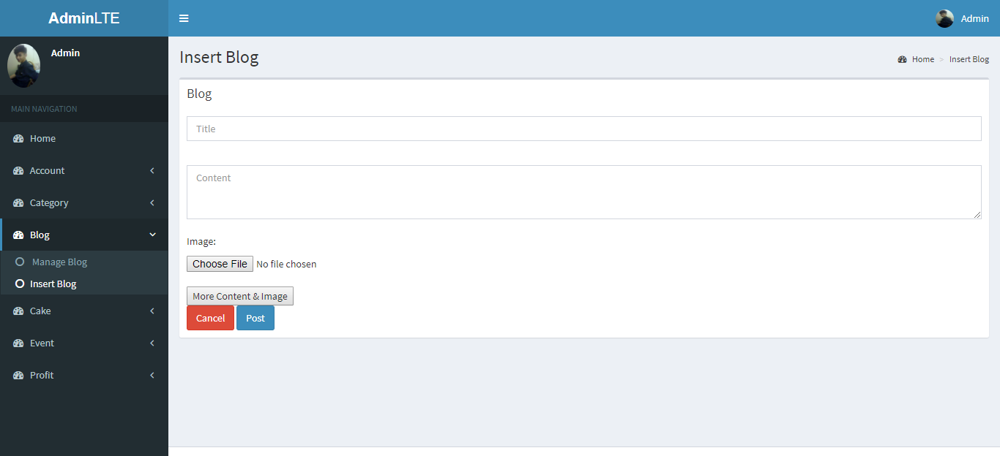 AdminLTE
Admin
Admin
MAIN NAVIGATION
Home
Account
Category
Blog
Manage Blog
Insert Blog
Cake
Event
Profit
Insert Blog
Home > Insert Blog
Blog
Title
Content
Image:
Choose File No file chosen
More Content & Image
Cancel Post